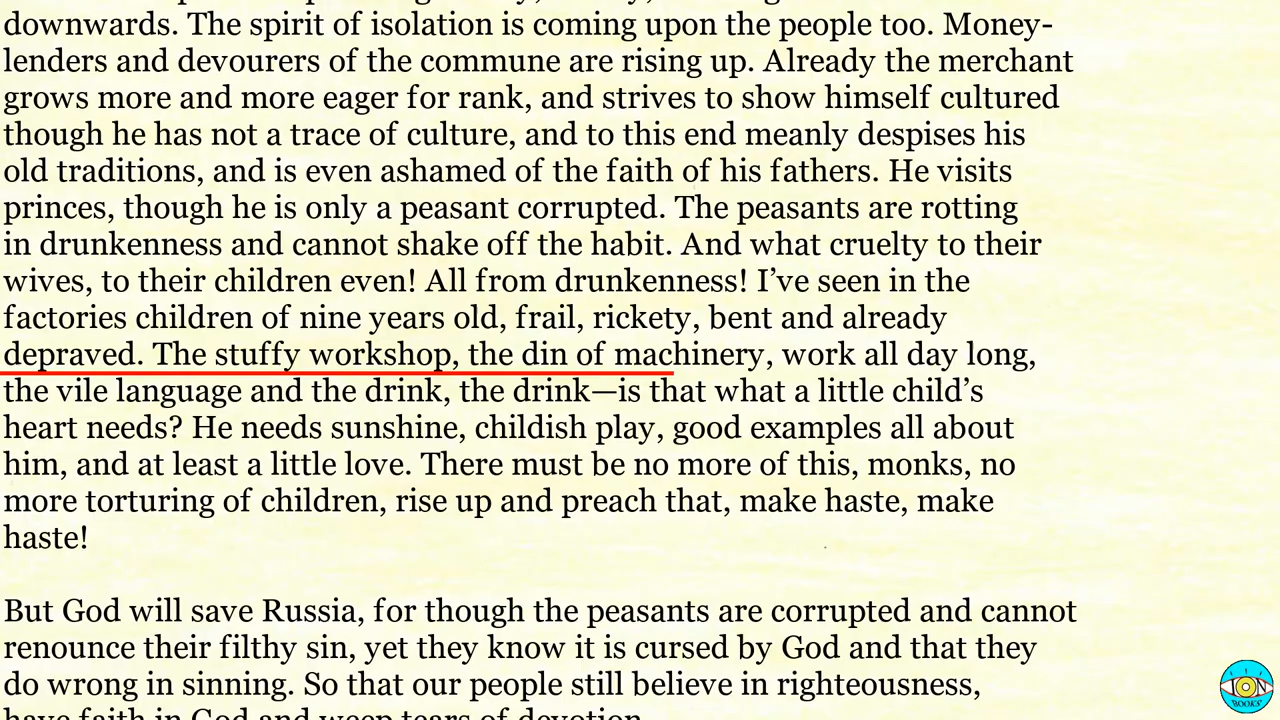 downwards. The spirit of isolation is coming upon the people too. Money-
lenders and devourers of the commune are rising up. Already the merchant
grows more and more eager for rank, and strives to show himself cultured
though he has not a trace of culture, and to this end meanly despises his
old traditions, and is even ashamed of the faith of his fathers. He visits
princes, though he is only a peasant corrupted. The peasants are rotting
in drunkenness and cannot shake off the habit. And what cruelty to their
wives, to their children even! All from drunkenness! I’ve seen in the
factories children of nine years old, frail, rickety, bent and already
depraved. The stuffy workshop, the din of machinery, work all day long,
the vile language and the drink, the drink—is that what a little child’s
heart needs? He needs sunshine, childish play, good examples all about
him, and at least a little love. There must be no more of this, monks, no
more torturing of children, rise up and preach that, make haste, make
haste!
But God will save Russia, for though the peasants are corrupted and cannot
renounce their filthy sin, yet they know it is cursed by God and that they
do wrong in sinning. So that our people still believe in righteousness,
have faith in God and weep tears of devotion.
ION
BOOKS